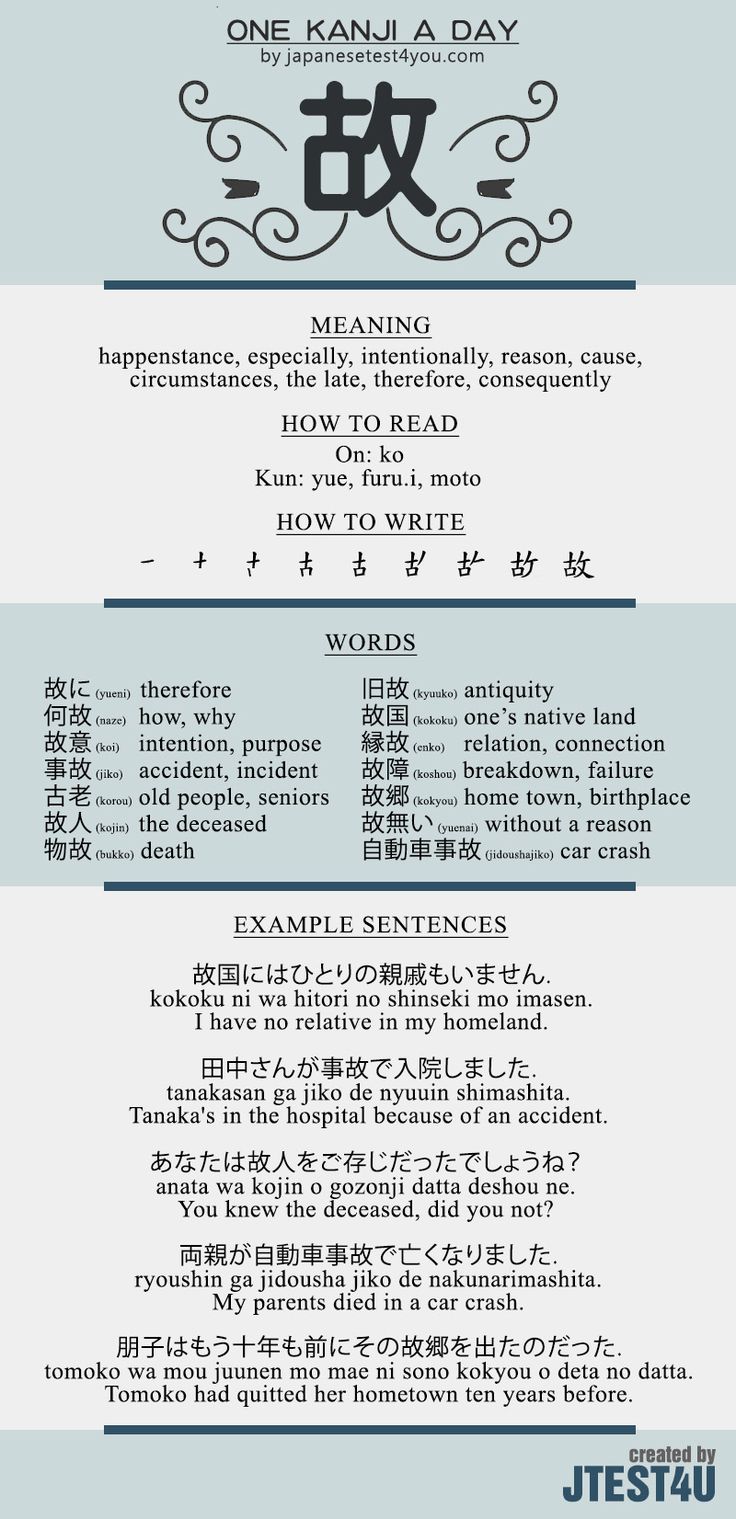 ONE KANJI A DAY
by japanesetest4you.com
故
MEANING
happenstance, especially, intentionally, reason, cause,
circumstances, the late, therefore, consequently
HOW TO READ
On: ko
Kun: yue, furu.i, moto
HOW TO WRITE
故
WORDS
故に (yueni) therefore
何故 (naze) how, why
故意 (koi) intention, purpose
事故 (jiko) accident, incident
古老 (korou) old people, seniors
故人 (kojin) the deceased
物故 (bukko) death
旧故 (kyuuko) antiquity
故国 (kokoku) one's native land
縁故 (enko) relation, connection
故障 (koshou) breakdown, failure
故郷 (kokyou) home town, birthplace
故無い (yuenai) without a reason
自動車事故 (jidoushajiko) car crash
EXAMPLE SENTENCES
故国にはひとりの親戚もいません.
kokoku ni wa hitori no shinseki mo imasen.
I have no relative in my homeland.
田中さんが事故で入院しました.
tanakasan ga jiko de nyuuin shimashita.
Tanaka's in the hospital because of an accident.
あなたは故人をご存じだったでしょうね?
anata wa kojin o gozonji datta deshou ne.
You knew the deceased, did you not?
両親が自動車事故で亡くなりました.
ryoushin ga jidousha jiko de nakunarimashita.
My parents died in a car crash.
朋子はもう十年も前にその故郷を出たのだった.
tomoko wa mou juunen mo mae ni sono kokyou o deta no datta.
Tomoko had quitted her hometown ten years before.
created by
JTEST4U